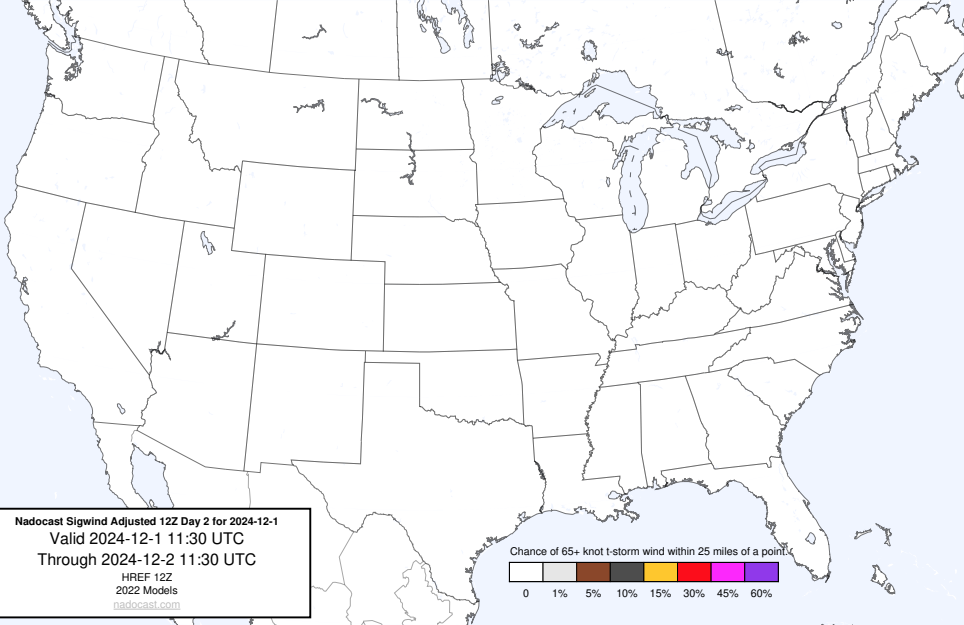 Nadocast Sigwind Adjusted 12Z Day 2 for 2024-12-1
Valid 2024-12-1 11:30 UTC
Through 2024-12-2 11:30 UTC
HREF 12Z
2022 Models
nadocast.com
Chance of 65+ knot t-storm wind within 25 miles of a point.
0 1% 5% 10% 15% 30% 45% 60%